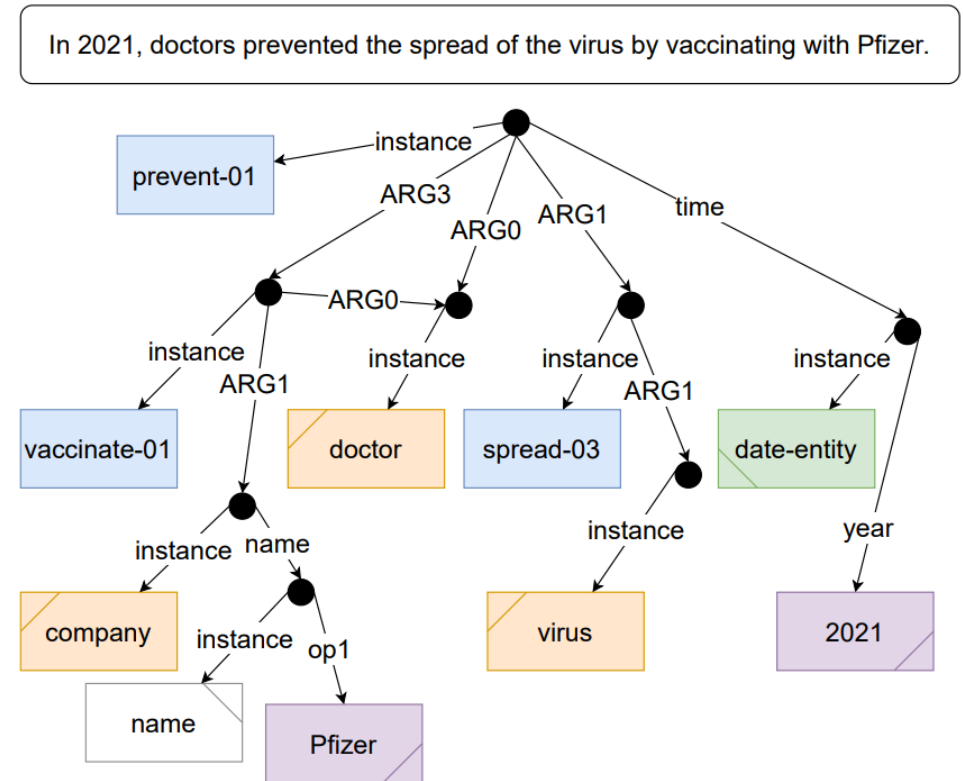 In 2021, doctors prevented the spread of the virus by vaccinating with Pfizer.
instance
prevent-01
ARG3
ARG0
ARG1
time
ARG0
instance
ARG1
instance
instance
ARG1
instance
vaccinate-01
doctor
spread-03
date-entity
instance
name
instance
year
company
instance
op1
virus
2021
name
Pfizer